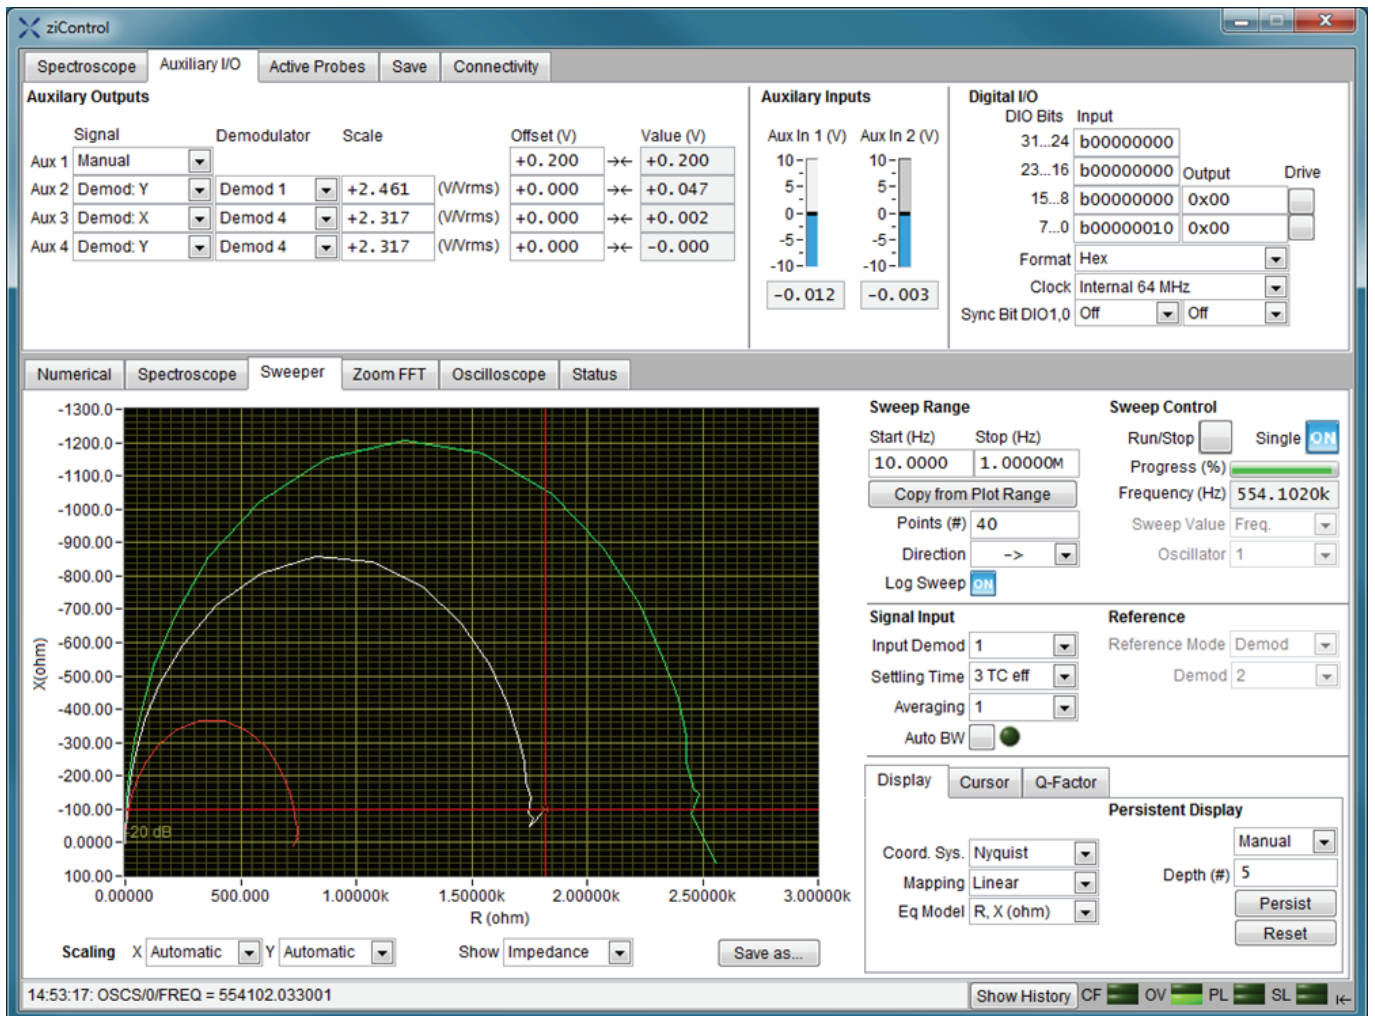 ziControl
Spectroscope Auxiliary I/O Active Probes Save Connectivity
Auxilary Outputs
Signal Demodulator Scale Offset (V) Value (V)
Aux 1 Manual +0.200 →← +0.200
Aux 2 Demod: Y Demod 1 +2.461 (V/Vrms) +0.000 →← +0.047
Aux 3 Demod: X Demod 4 +2.317 (V/Vrms) +0.000 →← +0.002
Aux 4 Demod: Y Demod 4 +2.317 (V/Vrms) +0.000 →← -0.000
Auxilary Inputs
Aux In 1 (V) Aux In 2 (V)
10 10
5 5
0 0
-5 -5
-10 -10
-0.012 -0.003
Digital I/O
DIO Bits Input
31...24 b00000000
23...16 b00000000 Output Drive
15...8 b00000000 0x00
7...0 b00000010 0x00
Format Hex
Clock Internal 64 MHz
Sync Bit DIO1,0 Off Off
Numerical Spectroscope Sweeper Zoom FFT Oscilloscope Status
-1300.0
-1200.0
-1100.0
-1000.0
-900.00
-800.00
-700.00
-600.00
-500.00
-400.00
-300.00
-200.00
-100.00
0.0000
100.00
X(ohm)
-20 dB
0.00000 500.000 1.00000k 1.50000k 2.00000k 2.50000k 3.00000k
R (ohm)
Scaling X Automatic Y Automatic Show Impedance Save as...
Sweep Range
Start (Hz) Stop (Hz)
10.0000 1.00000M
Copy from Plot Range
Points (#) 40
Direction ->
Log Sweep ON
Sweep Control
Run/Stop Single ON
Progress (%)
Frequency (Hz) 554.1020k
Sweep Value Freq.
Oscillator 1
Signal Input
Input Demod 1
Settling Time 3 TC eff
Averaging 1
Auto BW
Reference
Reference Mode Demod
Demod 2
Display Cursor Q-Factor
Coord. Sys. Nyquist
Mapping Linear
Eq Model R, X (ohm)
Persistent Display
Manual
Depth (#) 5
Persist
Reset
14:53:17: OSCS/0/FREQ = 554102.033001 Show History CF OV PL SL